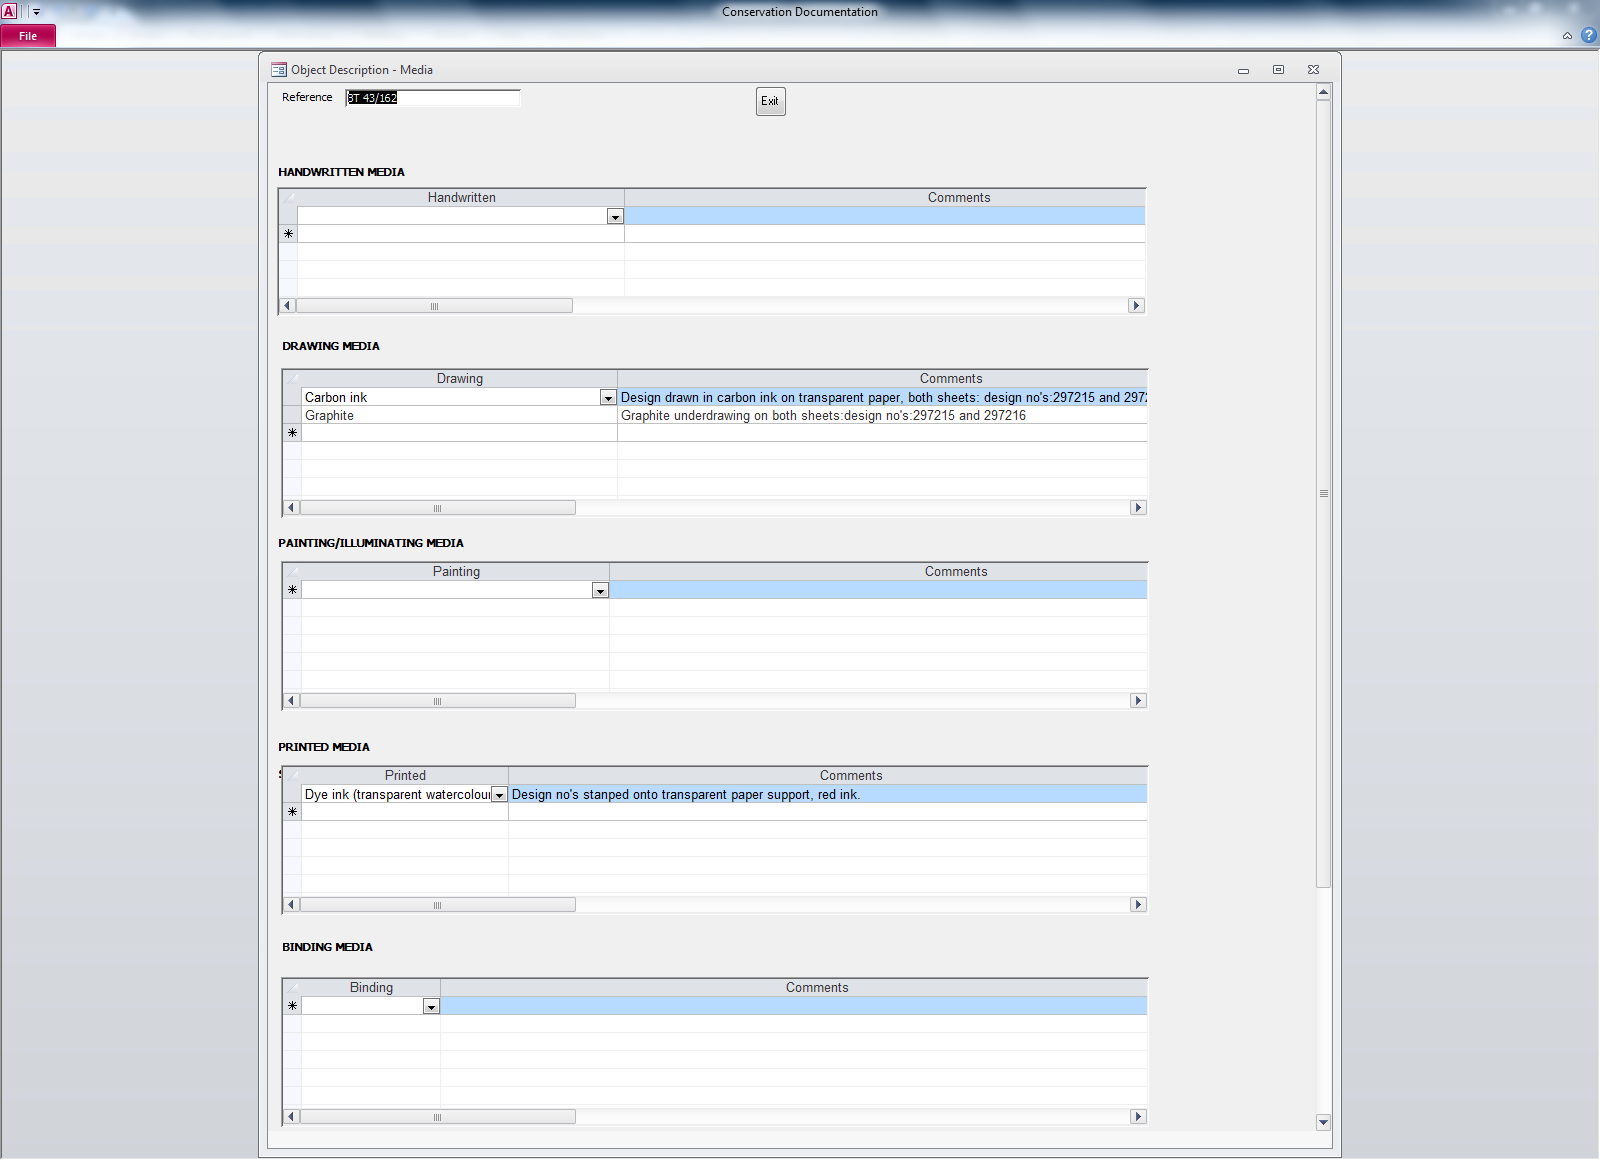 A
Conservation Documentation
File
?
Object Description - Media
Reference
BT 43/162
Exit
HANDWRITTEN MEDIA
Handwritten Comments
DRAWING MEDIA
Drawing Comments
Carbon ink Design drawn in carbon ink on transparent paper, both sheets: design no's:297215 and 297
Graphite Graphite underdrawing on both sheets:design no's:297215 and 297216
PAINTING/ILLUMINATING MEDIA
Painting Comments
PRINTED MEDIA
Printed Comments
Dye ink (transparent watercolour Design no's stanped onto transparent paper support, red ink.
BINDING MEDIA
Binding Comments